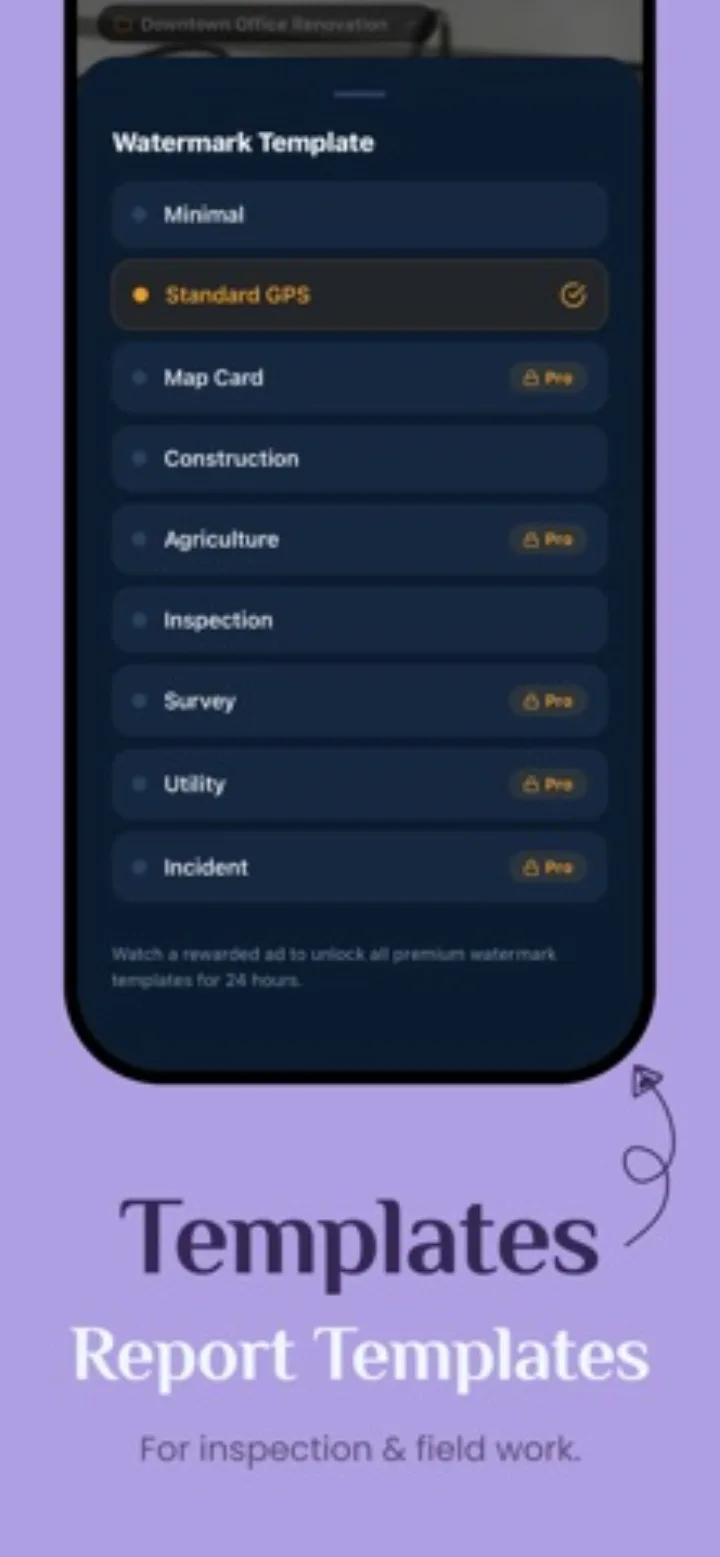 Downtown Office Renovation
Watermark Template
Minimal
Standard GPS
Map Card
Pro
Construction
Agriculture
Pro
Inspection
Survey
Pro
Utility
Pro
Incident
Pro
Watch a rewarded ad to unlock all premium watermark
templates for 24 hours.
Templates
Report Templates
For inspection & field work.